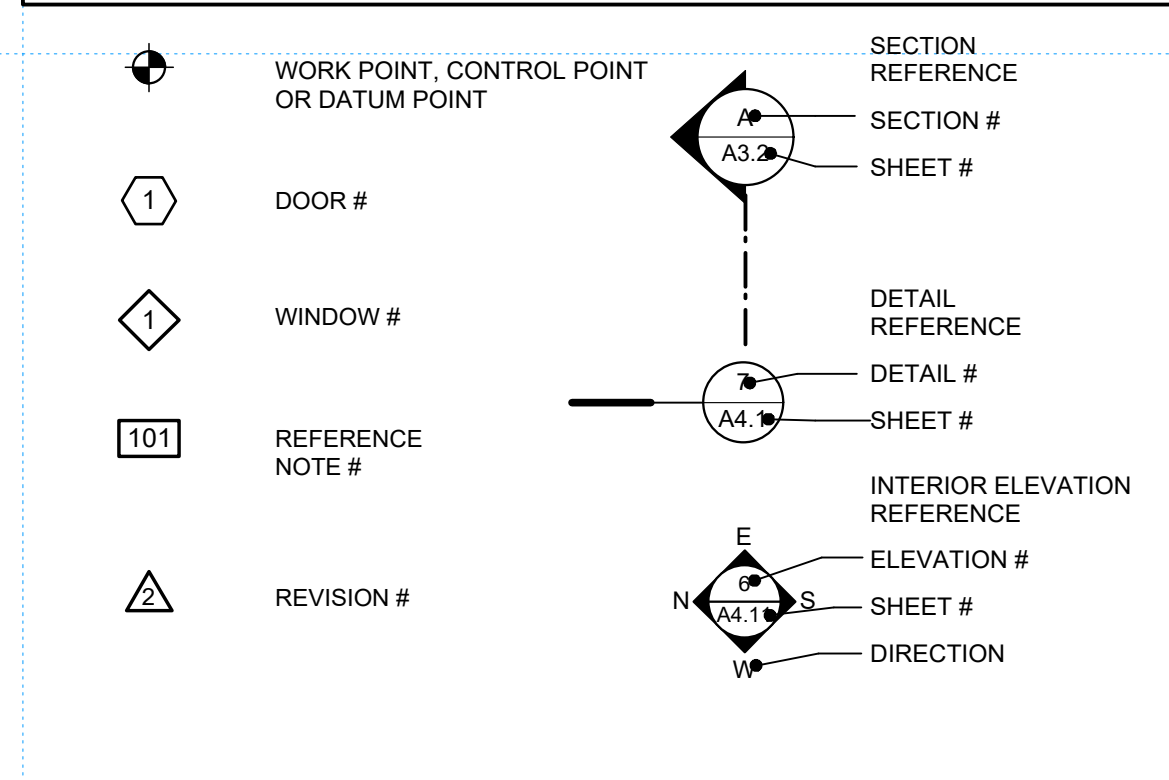 WORK POINT, CONTROL POINT
OR DATUM POINT
1
DOOR #
1
WINDOW #
101
REFERENCE
NOTE #
2
REVISION #
SECTION
REFERENCE
A
SECTION #
A3.2
SHEET #
DETAIL
REFERENCE
7
DETAIL #
A4.1
SHEET #
INTERIOR ELEVATION
REFERENCE
E
6
ELEVATION #
N
S
A4.11
SHEET #
W
DIRECTION